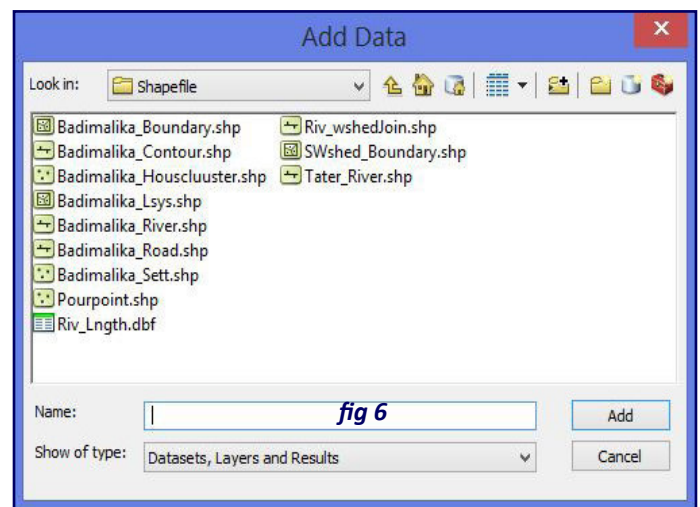 Add Data
Look in: Shapefile
Badimalika_Boundary.shp
Badimalika_Contour.shp
Badimalika_Houscluuster.shp
Badimalika_Lsys.shp
Badimalika_River.shp
Badimalika_Road.shp
Badimalika_Sett.shp
Pourpoint.shp
Riv_Lngth.dbf
Riv_wshedJoin.shp
SWshed_Boundary.shp
Tater_River.shp
Name: fig 6 Add
Show of type: Datasets, Layers and Results Cancel